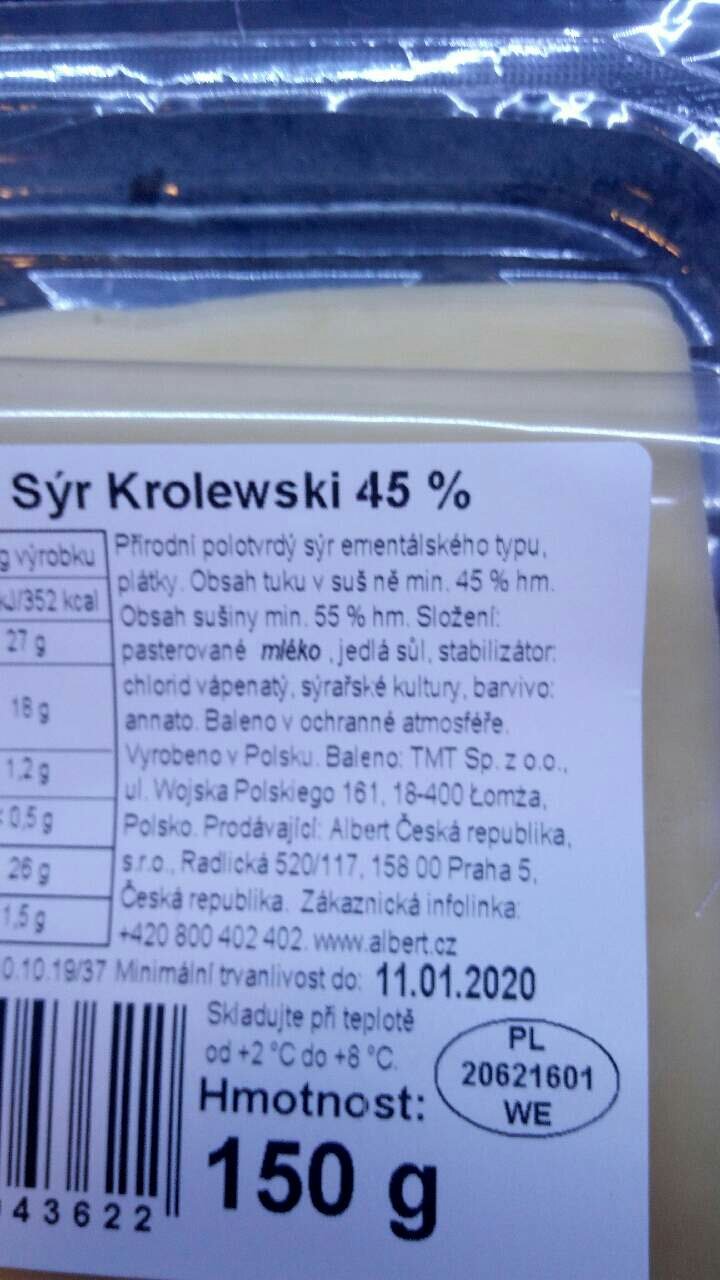 Sýr Krolewski 45 %
g výrobku
kJ/352 kcal
27 g
18 g
1,2 g
< 0,5 g
26 g
1,5 g
Přírodní polotvrdý sýr ementálského typu,
plátky. Obsah tuku v suš ně min. 45 % hm.
Obsah sušiny min. 55 % hm. Složení:
pasterované mléko , jedlá sůl, stabilizátor:
chlorid vápenatý, sýrařské kultury, barvivo:
annato. Baleno v ochranné atmosféře.
Vyrobeno v Polsku. Baleno: TMT Sp. z o.o.,
ul. Wojska Polskiego 161, 18-400 Łomża,
Polsko. Prodávající: Albert Česká republika,
s.r.o., Radlická 520/117, 158 00 Praha 5,
Česká republika. Zákaznická infolinka:
+420 800 402 402. www.albert.cz
0.10.19/37 Minimální trvanlivost do: 11.01.2020
Skladujte při teplotě
od +2 °C do +8 °C.
PL
20621601
WE
Hmotnost:
150 g
43622